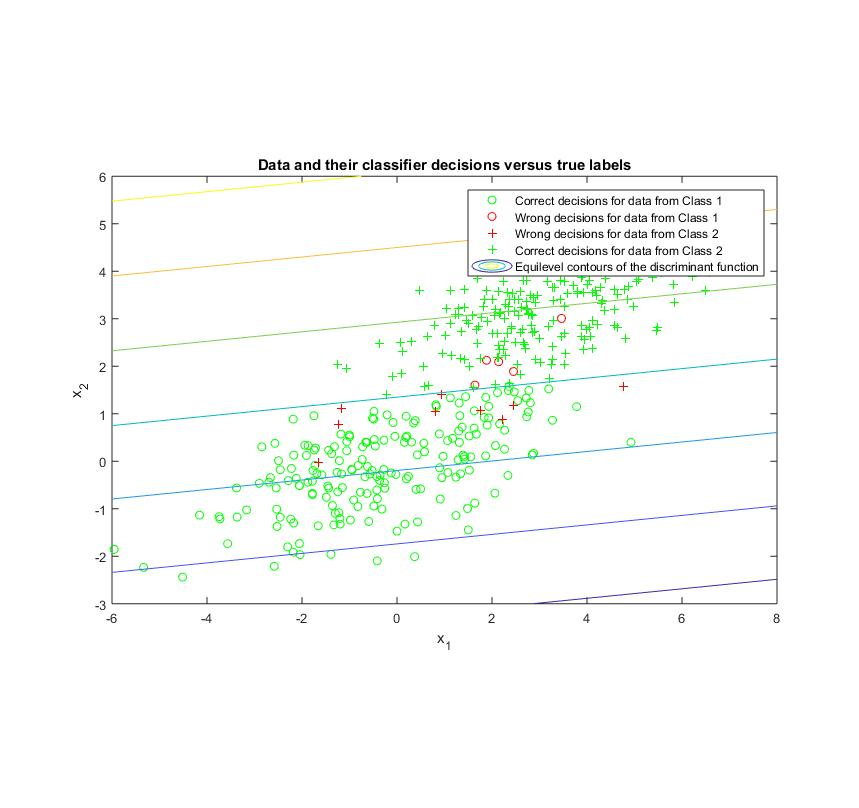 Data and their classifier decisions versus true labels
Correct decisions for data from Class 1
Wrong decisions for data from Class 1
Wrong decisions for data from Class 2
Correct decisions for data from Class 2
Equilevel contours of the discriminant function
6
5
4
3
2
1
0
-1
-2
-3
x2
-6 -4 -2 0 2 4 6 8
x1